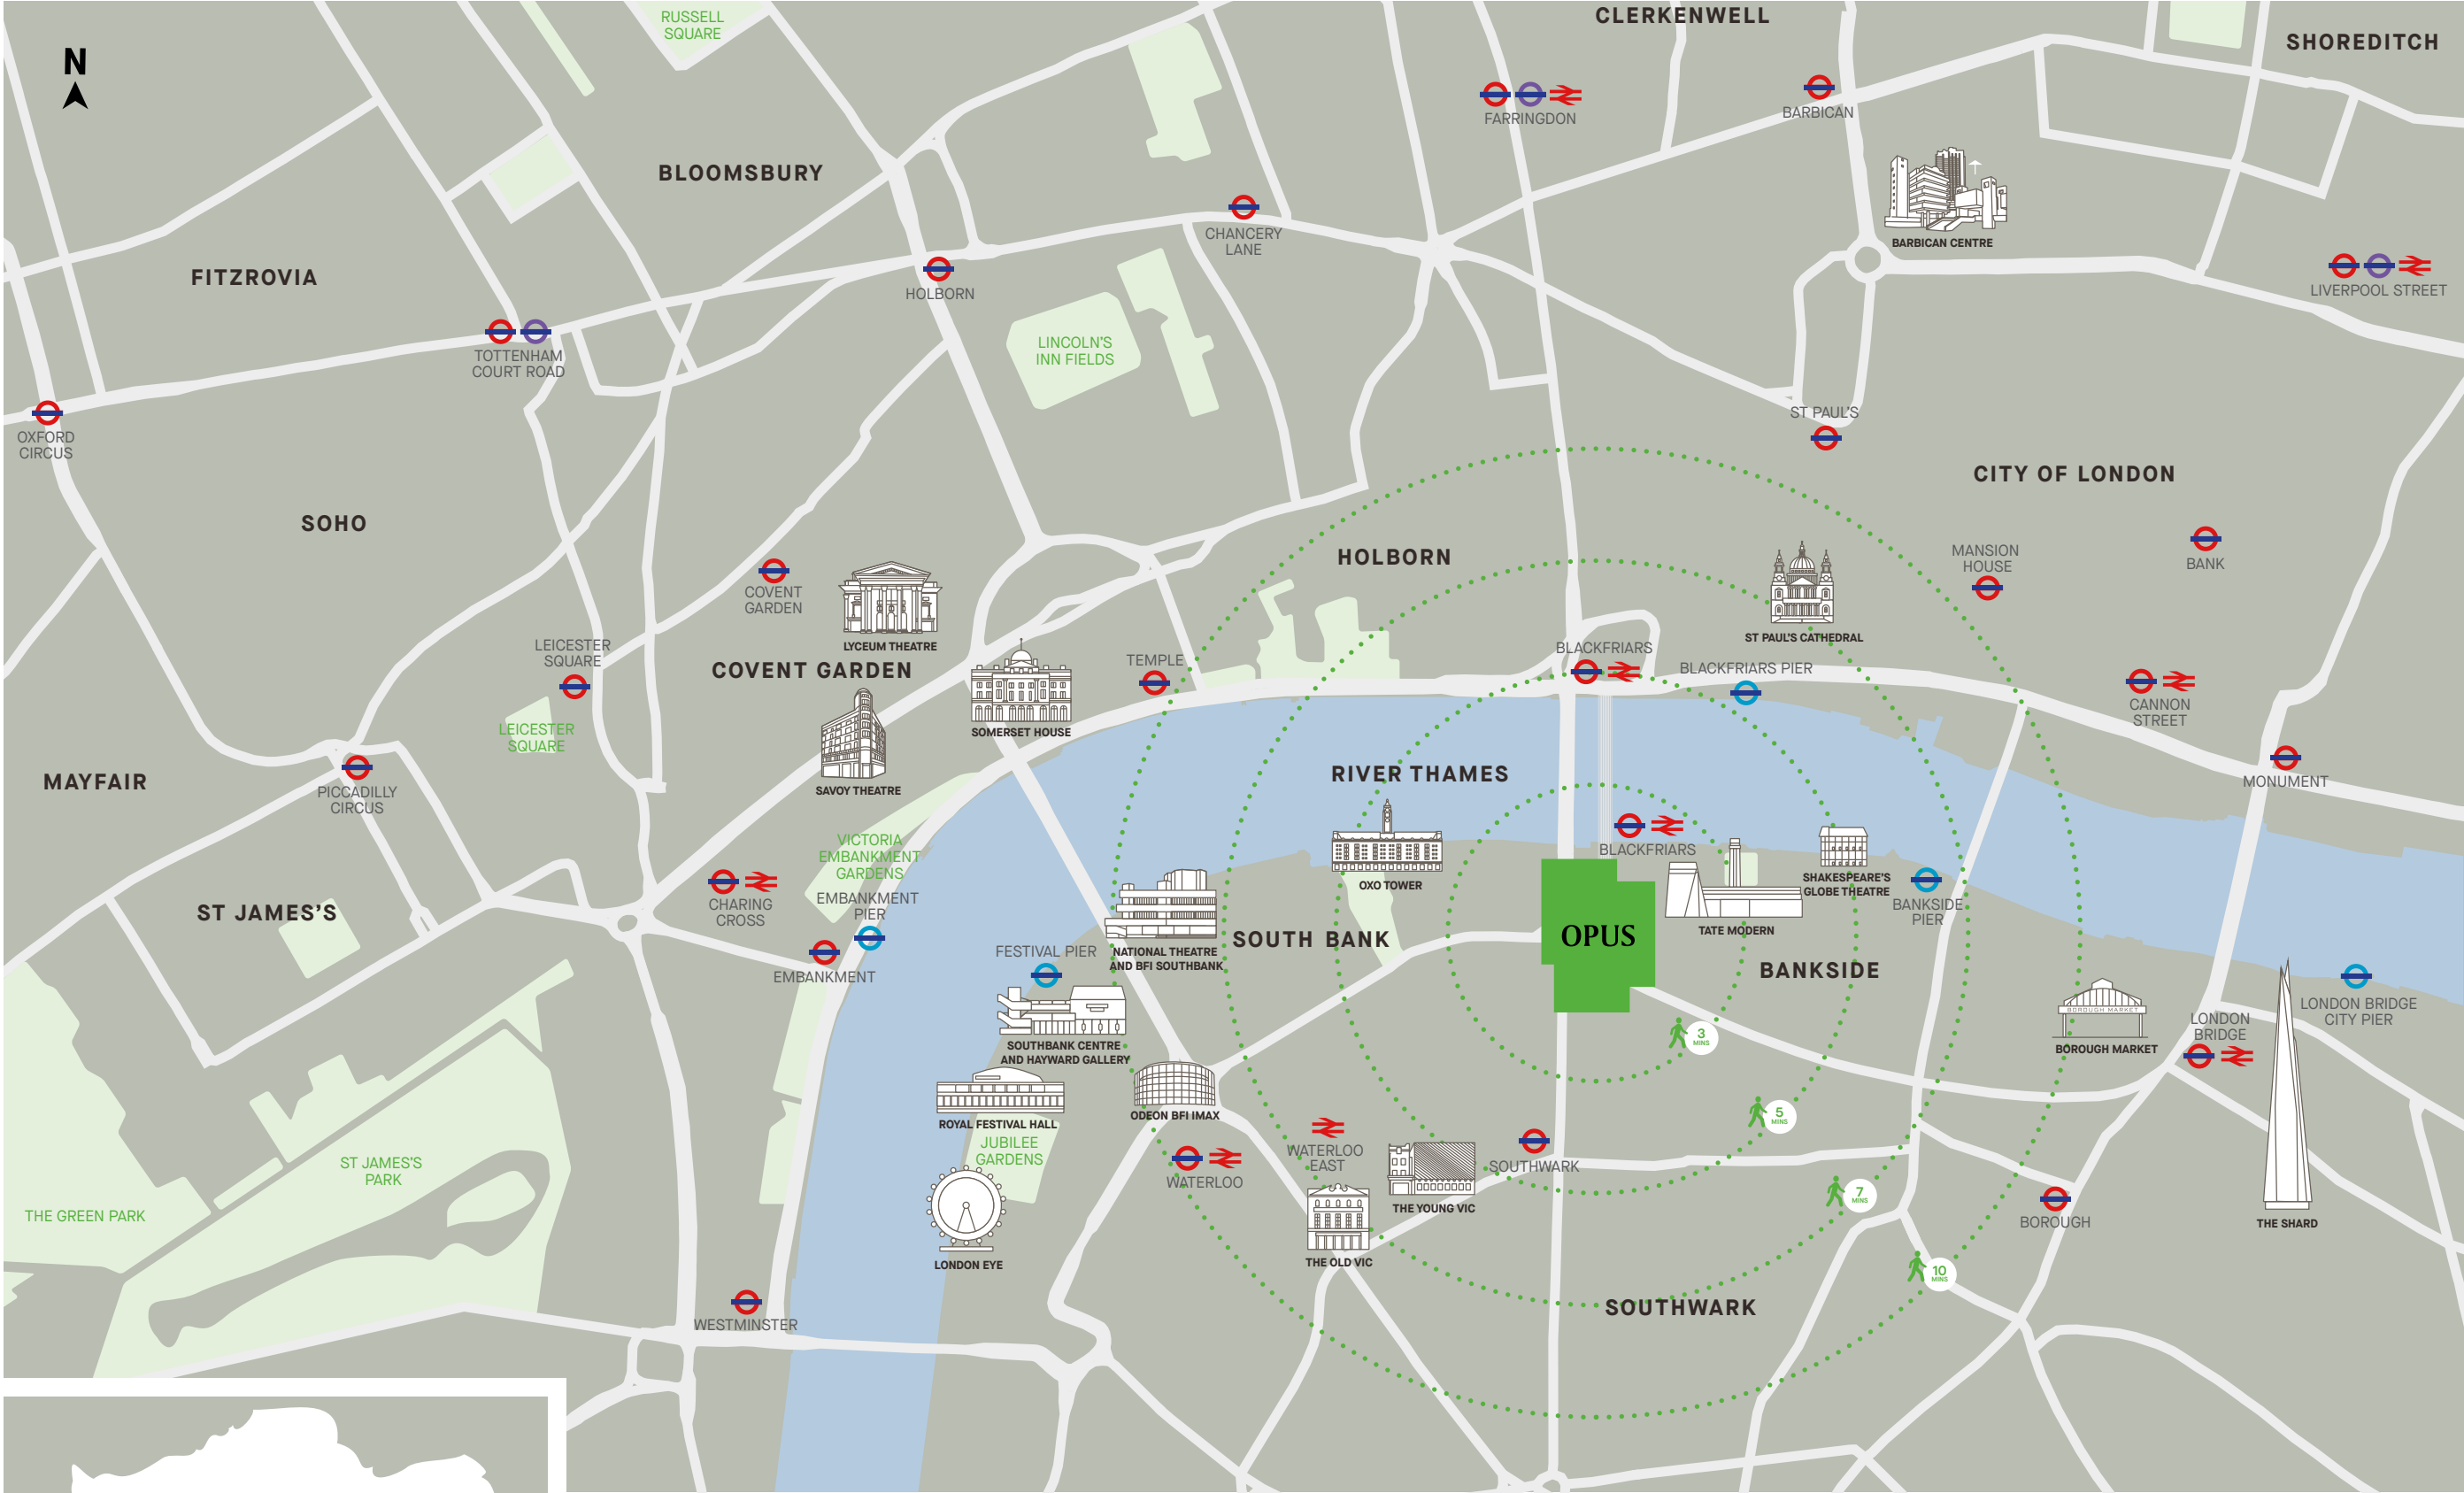 RUSSELL
SQUARE
CLERKENWELL
SHOREDITCH
N
FARRINGDON
BARBICAN
BLOOMSBURY
CHANCERY
LANE
BARBICAN CENTRE
FITZROVIA
HOLBORN
LIVERPOOL STREET
TOTTENHAM
COURT ROAD
LINCOLN'S
INN FIELDS
OXFORD
CIRCUS
ST PAUL'S
CITY OF LONDON
SOHO
HOLBORN
MANSION
HOUSE
BANK
COVENT
GARDEN
LYCEUM THEATRE
ST PAUL'S CATHEDRAL
LEICESTER
SQUARE
COVENT GARDEN
TEMPLE
BLACKFRIARS
BLACKFRIARS PIER
SOMERSET HOUSE
CANNON
STREET
LEICESTER
SQUARE
MAYFAIR
PICCADILLY
CIRCUS
SAVOY THEATRE
RIVER THAMES
MONUMENT
VICTORIA
EMBANKMENT
GARDENS
BLACKFRIARS
OXO TOWER
SHAKESPEARE'S
GLOBE THEATRE
ST JAMES'S
CHARING
CROSS
EMBANKMENT
PIER
BANKSIDE
PIER
OPUS
TATE MODERN
SOUTH BANK
NATIONAL THEATRE
AND BFI SOUTHBANK
FESTIVAL PIER
EMBANKMENT
BANKSIDE
BOROUGH MARKET
BOROUGH MARKET
LONDON
BRIDGE
LONDON BRIDGE
CITY PIER
3
MINS
SOUTHBANK CENTRE
AND HAYWARD GALLERY
5
MINS
ODEON BFI IMAX
ROYAL FESTIVAL HALL
JUBILEE
GARDENS
WATERLOO
EAST
SOUTHWARK
WATERLOO
ST JAMES'S
PARK
7
MINS
THE YOUNG VIC
THE GREEN PARK
BOROUGH
THE SHARD
LONDON EYE
THE OLD VIC
10
MINS
SOUTHWARK
WESTMINSTER